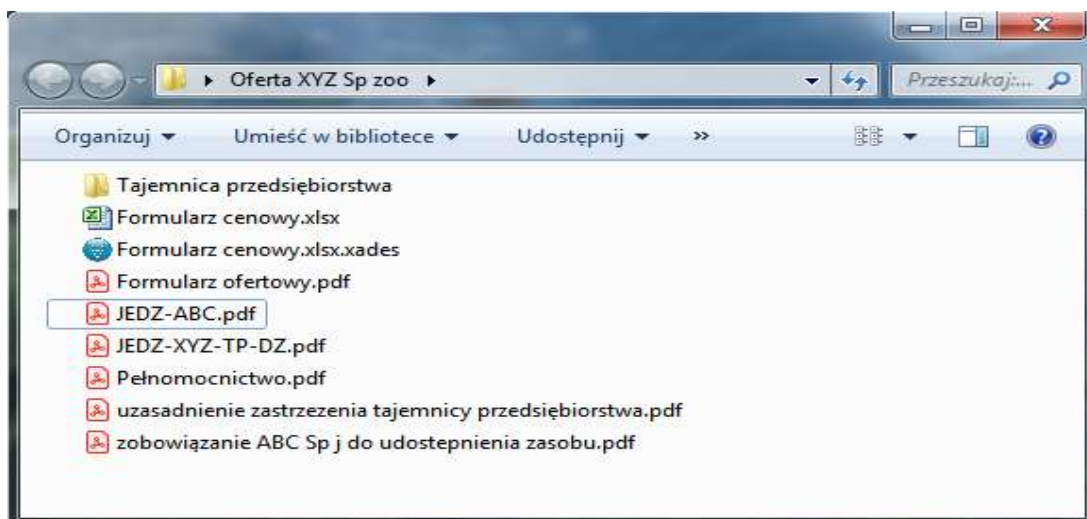 Oferta XYZ Sp zoo
Przeszukaj:...
Organizuj Umieść w bibliotece Udostępnij »
Tajemnica przedsiębiorstwa
Formularz cenowy.xlsx
Formularz cenowy.xlsx.xades
Formularz ofertowy.pdf
JEDZ-ABC.pdf
JEDZ-XYZ-TP-DZ.pdf
Pełnomocnictwo.pdf
uzasadnienie zastrzezenia tajemnicy przedsiębiorstwa.pdf
zobowiązanie ABC Sp j do udostepnienia zasobu.pdf